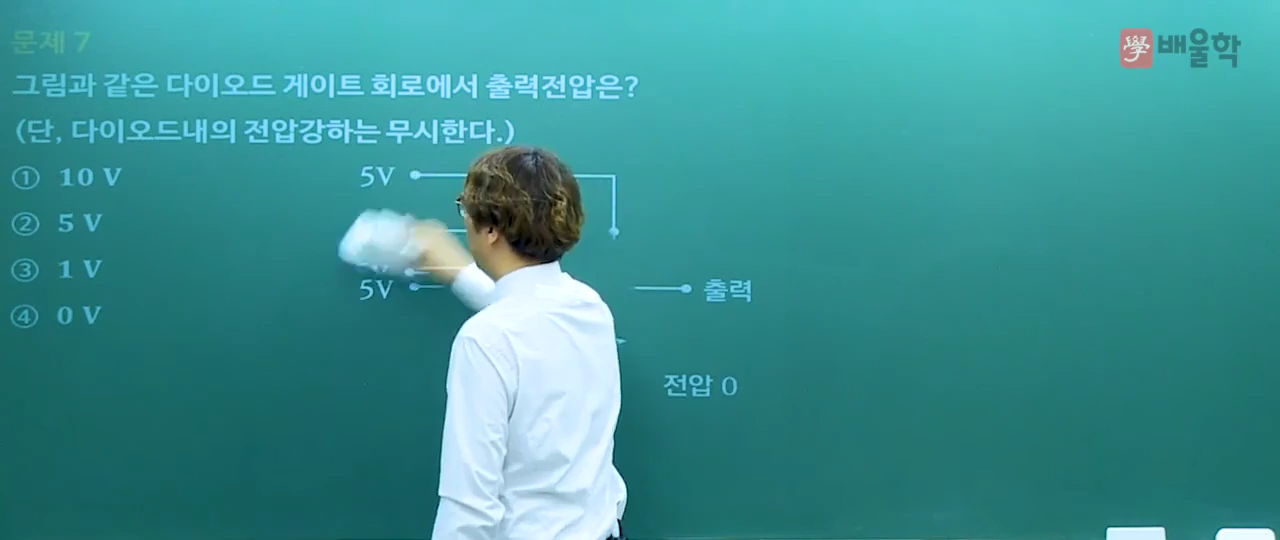 문제 7
學 배울학
그림과 같은 다이오드 게이트 회로에서 출력전압은?
(단, 다이오드내의 전압강하는 무시한다.)
① 10 V
5V
② 5 V
③ 1 V
5V
출력
④ 0 V
전압 0